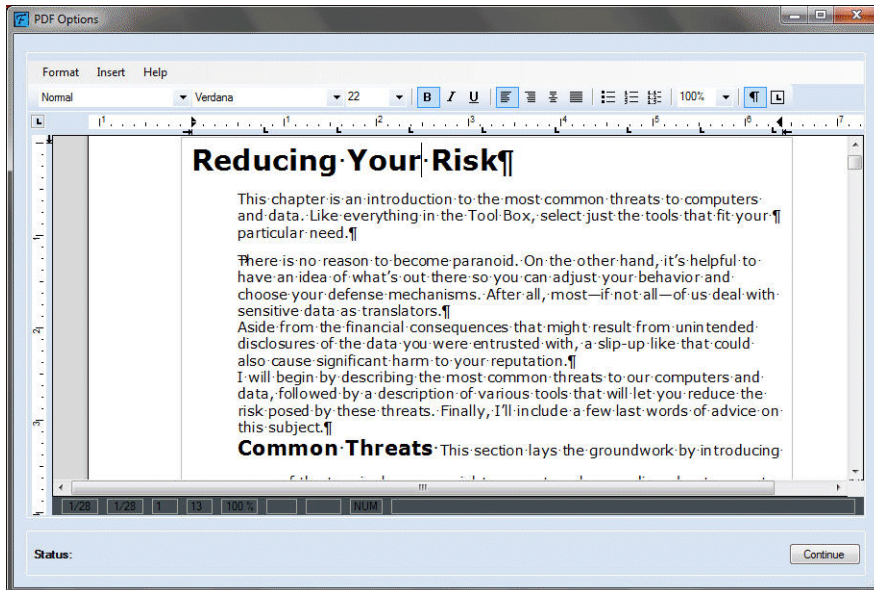 PDF Options
Format Insert Help
Normal Verdana 22 B I U 100% ¶ L
L 1 1 2 3 4 5 6 7
Reducing·Your·Risk¶
This·chapter·is·an·introduction·to·the·most·common·threats·to·computers·
and·data.·Like·everything·in·the·Tool·Box,·select·just·the·tools·that·fit·your·¶
particular·need.¶
There·is·no·reason·to·become·paranoid.·On·the·other·hand,·it’s·helpful·to·
have·an·idea·of·what’s·out·there·so·you·can·adjust·your·behavior·and·
choose·your·defense·mechanisms.·After·all,·most—if·not·all—of·us·deal·with·
sensitive·data·as·translators.¶
Aside·from·the·financial·consequences·that·might·result·from·unintended·
disclosures·of·the·data·you·were·entrusted·with,·a·slip-up·like·that·could·
also·cause·significant·harm·to·your·reputation.¶
I·will·begin·by·describing·the·most·common·threats·to·our·computers·and·
data,·followed·by·a·description·of·various·tools·that·will·let·you·reduce·the·
risk·posed·by·these·threats.·Finally,·I’ll·include·a·few·last·words·of·advice·on·
this·subject.¶
Common·Threats·This·section·lays·the·groundwork·by·introducing·
1/28 1/28 1 13 100 % NUM
Status: Continue